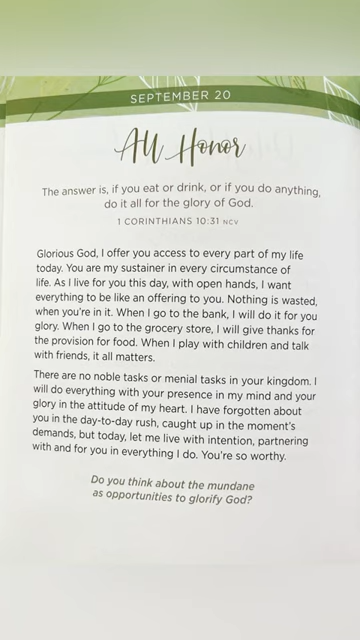 SEPTEMBER 20
All Honor
The answer is, if you eat or drink, or if you do anything,
do it all for the glory of God.
1 CORINTHIANS 10:31 NCV
Glorious God, I offer you access to every part of my life
today. You are my sustainer in every circumstance of
life. As I live for you this day, with open hands, I want
everything to be like an offering to you. Nothing is wasted,
when you're in it. When I go to the bank, I will do it for you
glory. When I go to the grocery store, I will give thanks for
the provision for food. When I play with children and talk
with friends, it all matters.
There are no noble tasks or menial tasks in your kingdom. I
will do everything with your presence in my mind and your
glory in the attitude of my heart. I have forgotten about
you in the day-to-day rush, caught up in the moment's
demands, but today, let me live with intention, partnering
with and for you in everything I do. You're so worthy.
Do you think about the mundane
as opportunities to glorify God?